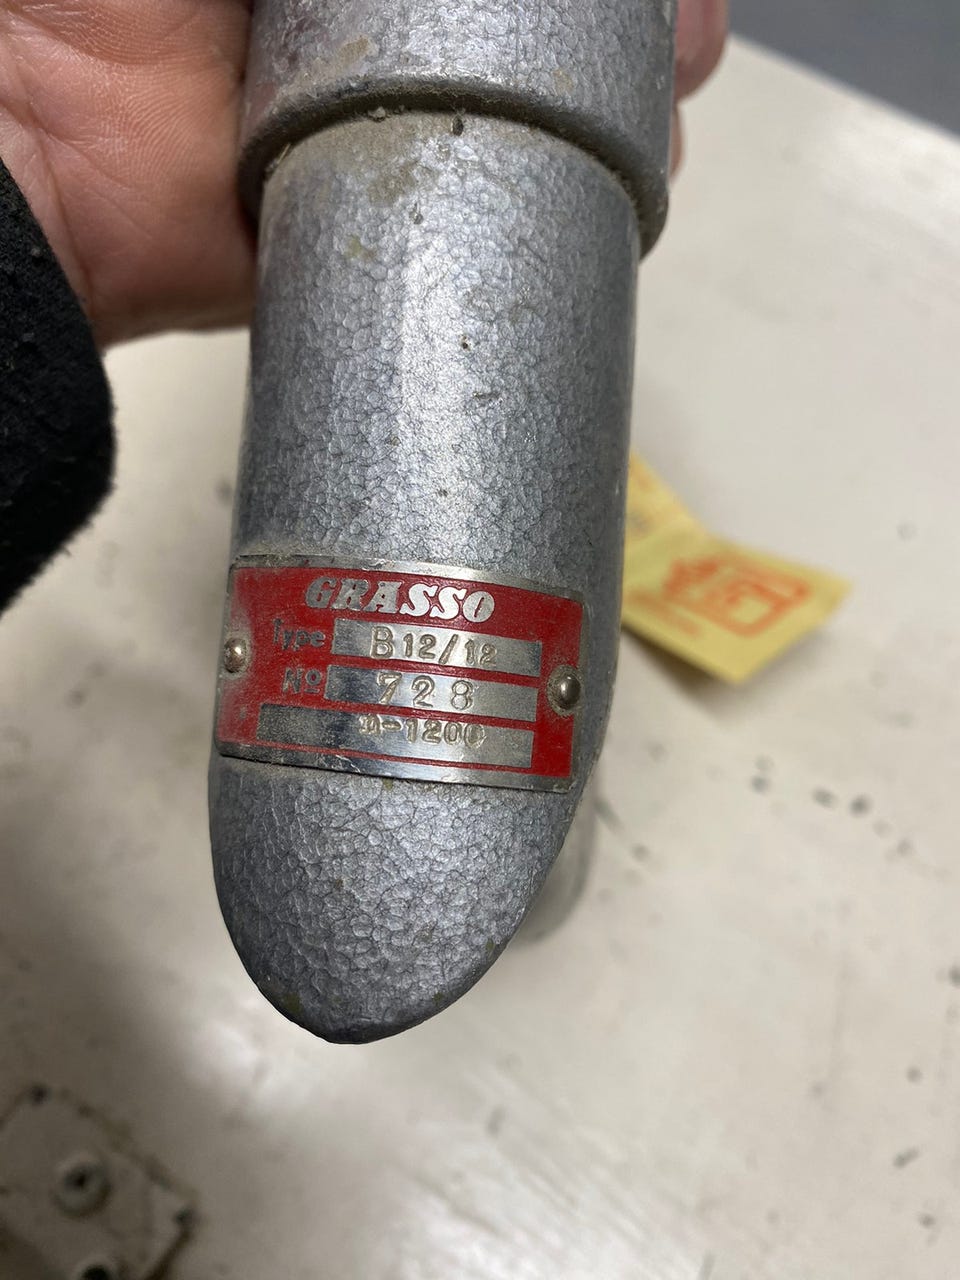 GRASSO
Type B 12/12
Nº 728
-1200